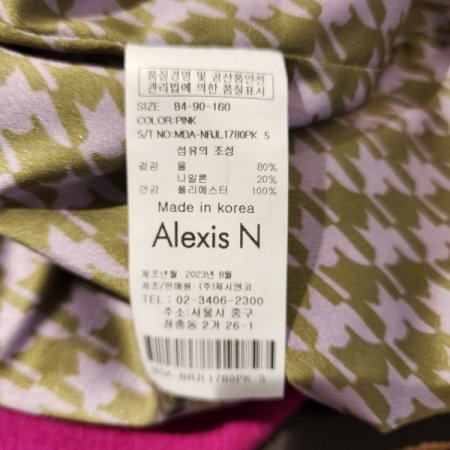 품질경영 및 공산품안전
관리법에 의한 품질표시
SIZE 84-90-160
COLOR:PINK
S/T NO:MDA-NRJL1780PK 5
섬유의 조성
겉감 울 80%
나일론 20%
안감 폴리에스터 100%
Made in korea
Alexis N
제조년월 2023년 8월
제조/판매원 (주)제시앤코
TEL : 02-3406-2300
주소:서울시 중구
장충동 2가 26-1
MDA-NRJL1780PK 5